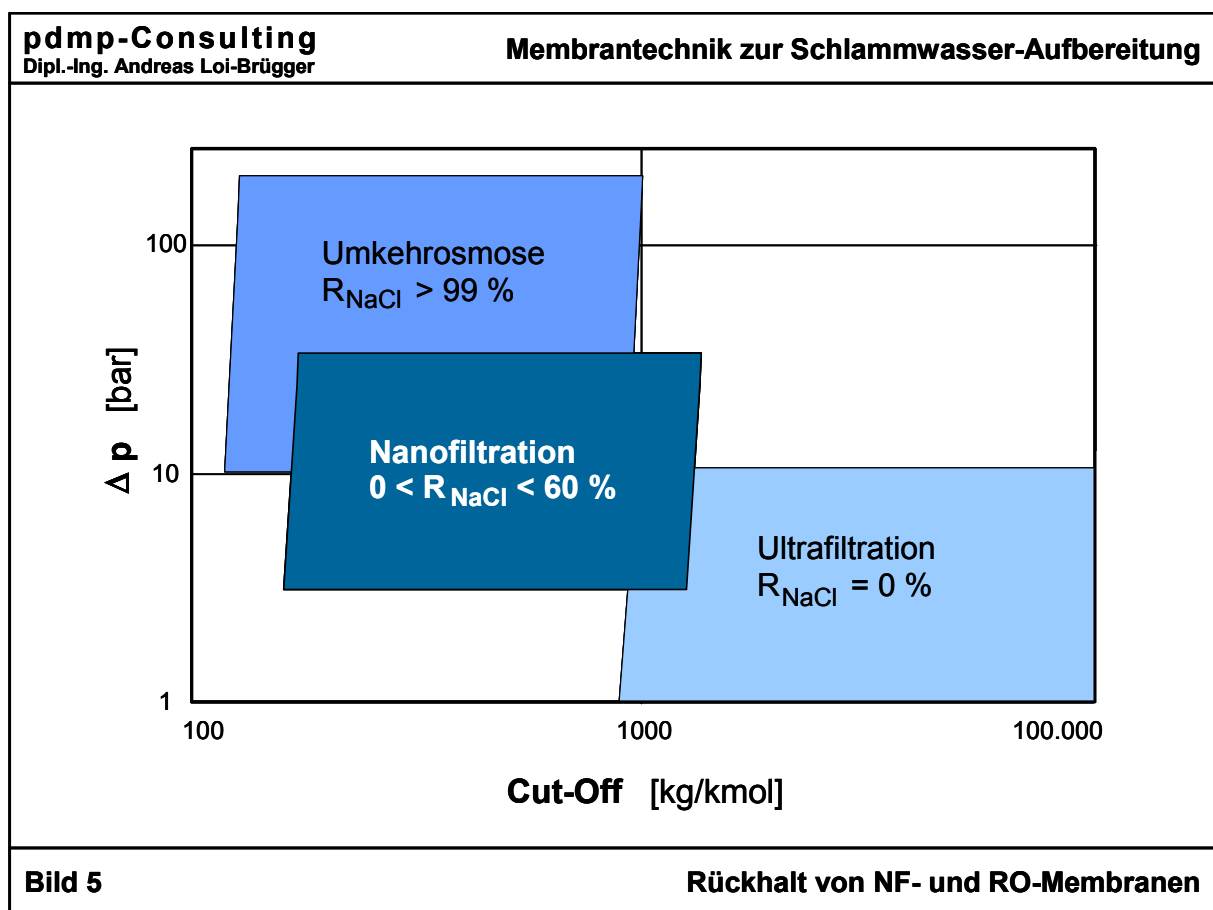 pdmp-Consulting
Dipl.-Ing. Andreas Loi-Brügger
Membrantechnik zur Schlammwasser-Aufbereitung
Umkehrosmose
R NaCl > 99 %
100
Δ p [bar]
Nanofiltration
0 < R NaCl < 60 %
10
Ultrafiltration
R NaCl = 0 %
1
100
1000
100.000
Cut-Off [kg/kmol]
Bild 5
Rückhalt von NF- und RO-Membranen